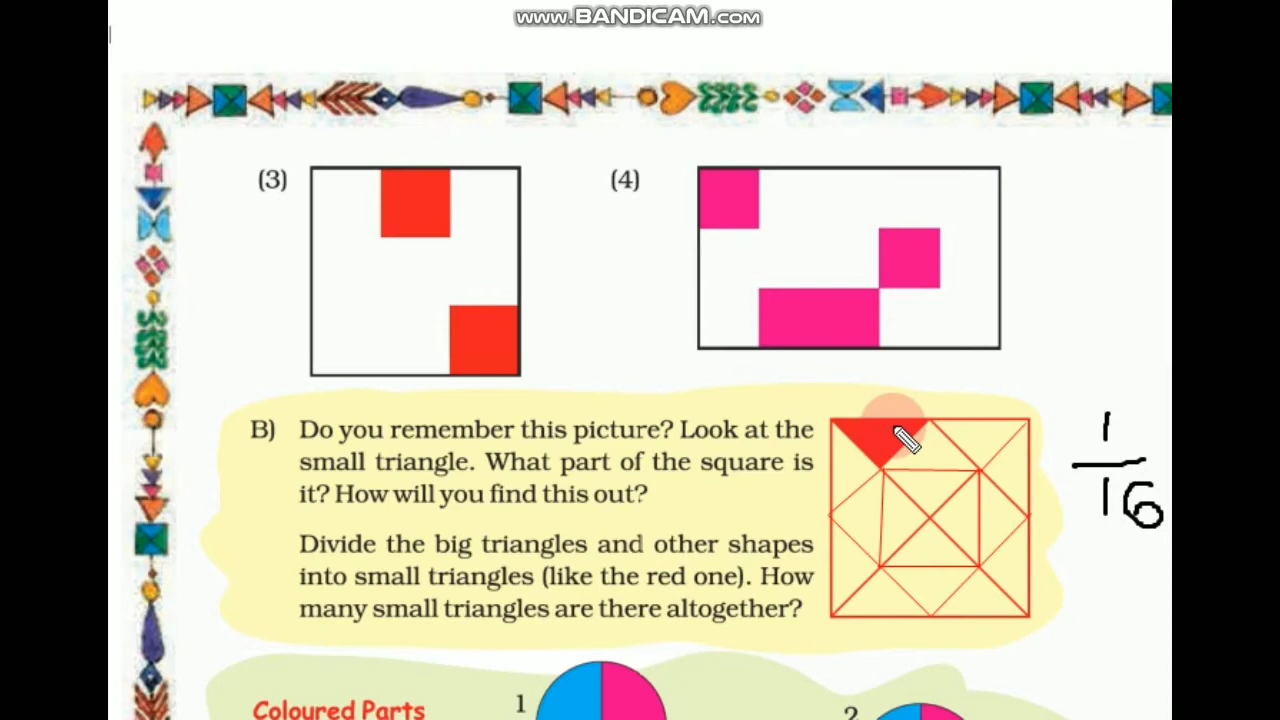 www.BANDICAM.com
(3)
(4)
B) Do you remember this picture? Look at the
small triangle. What part of the square is
it? How will you find this out?
Divide the big triangles and other shapes
into small triangles (like the red one). How
many small triangles are there altogether?
1
16
Coloured Parts
1
2